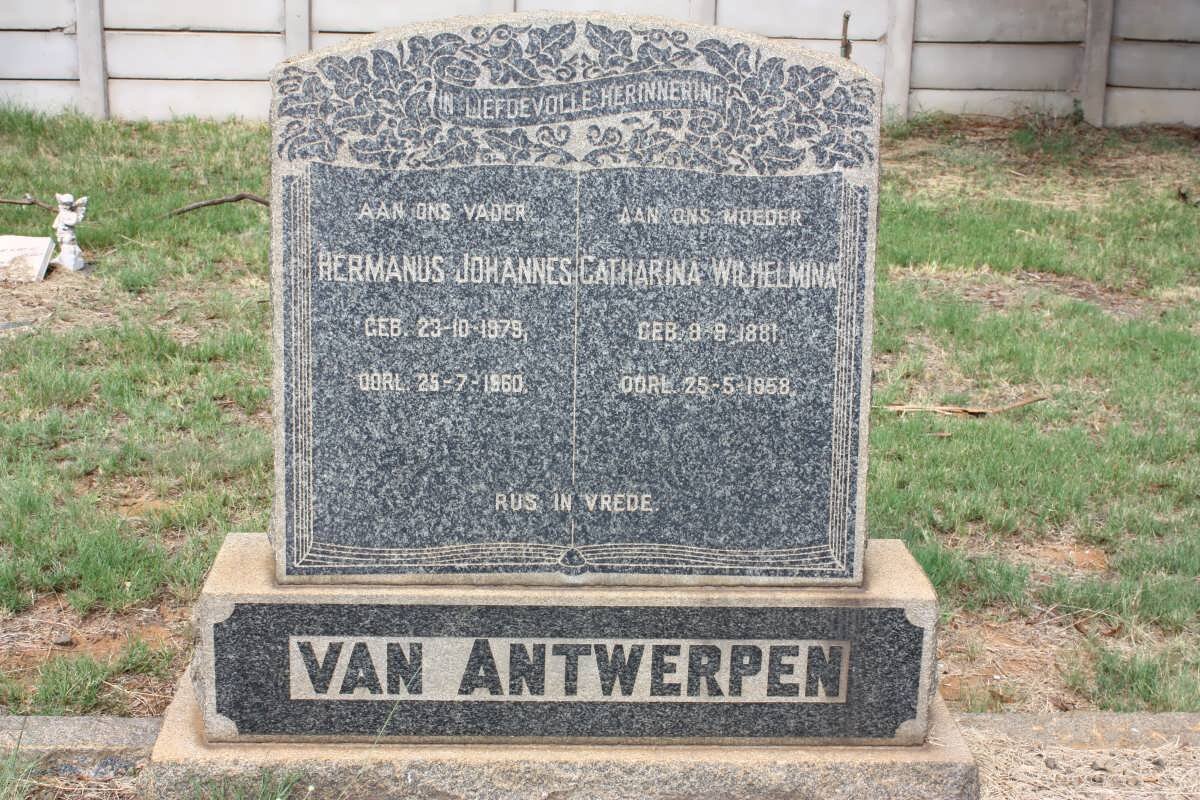 IN LIEFDEVOLLE HERINNERING
AAN ONS VADER
HERMANUS JOHANNES
GEB. 23-10-1879,
OORL. 25-7-1960.
AAN ONS MOEDER
CATHARINA WILHELMINA
GEB. 9-9-1881,
OORL. 25-5-1958.
RUS IN VREDE.
VAN ANTWERPEN